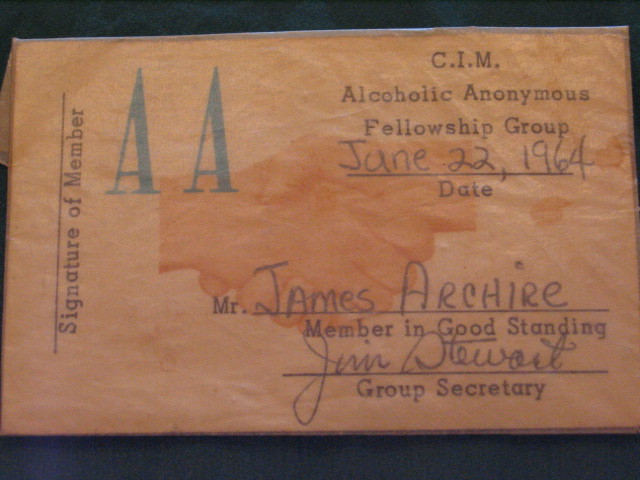 C.I.M.
Alcoholic Anonymous
Fellowship Group
June 22, 1964
Date
A A
Signature of Member
Mr. James Archire
Member in Good Standing
Jim Stewart
Group Secretary